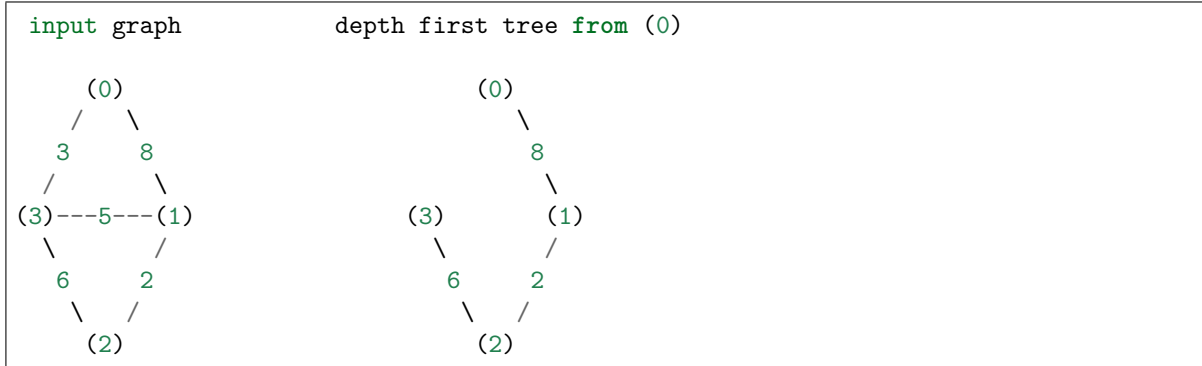 input graph             depth first tree from (0)
     (0)                             (0)
    /   \                               \
   3     8                               8
  /       \                               \
(3)---5---(1)                  (3)       (1)
  \       /                      \       /
   6     2                        6     2
    \   /                          \   /
     (2)                             (2)